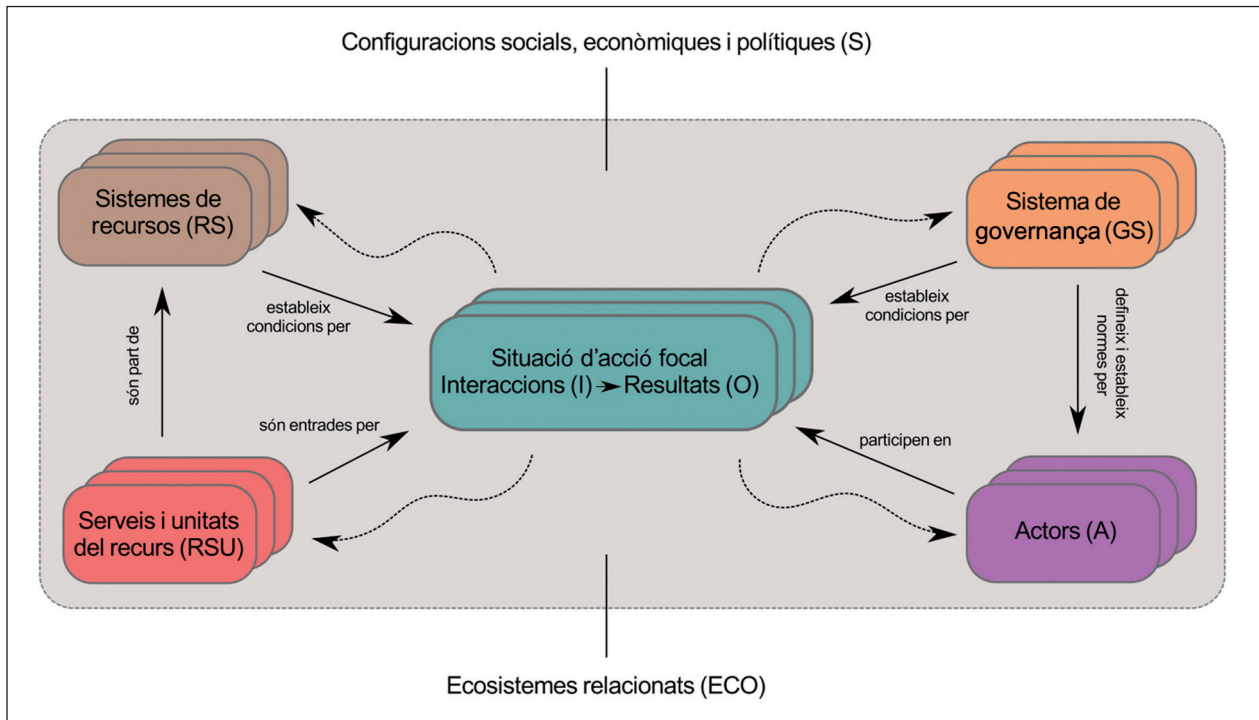 Configuracions socials, econòmiques i polítiques (S)
Sistemes de
recursos (RS)
Sistema de
governança (GS)
estableix
condicions per
estableix
condicions per
són part de
defineixi i estableix
normes per
Situació d'acció focal
Interaccions (I) → Resultats (O)
són entrades per
participen en
Serveis i unitats
del recurs (RSU)
Actors (A)
Ecosistemes relacionats (ECO)